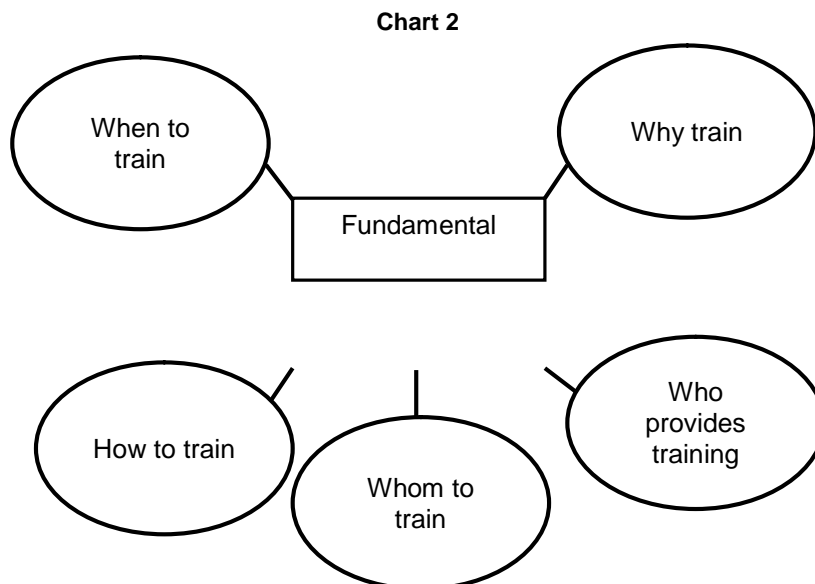 Chart 2
When to
train
Why train
Fundamental
How to train
Whom to
train
Who
provides
training